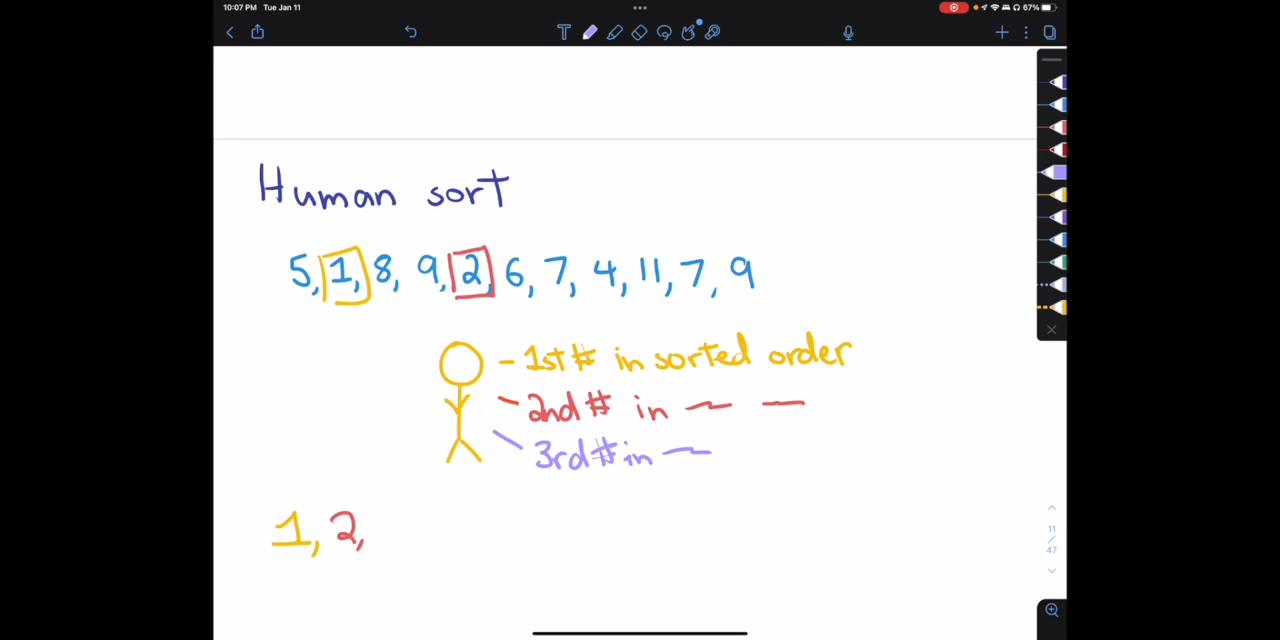 10:07 PM Tue Jan 11
67%
Human sort
5, 1, 8, 9, 2, 6, 7, 4, 11, 7, 9
- 1st # in sorted order
- 2nd # in
3rd # in
1, 2,
11
/
47